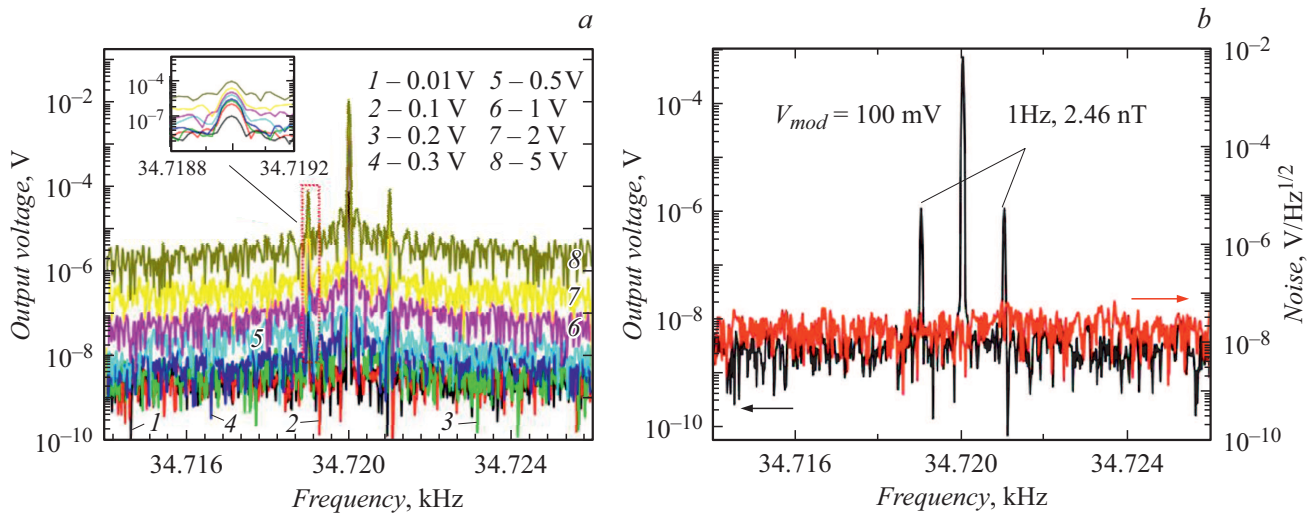 a
10^-2
10^-4
10^-6
10^-8
10^-10
Output voltage, V
34.716
34.720
34.724
Frequency, kHz
10^-4
10^-7
34.7188
34.7192
1 – 0.01 V 5 – 0.5 V
2 – 0.1 V 6 – 1 V
3 – 0.2 V 7 – 2 V
4 – 0.3 V 8 – 5 V
8
7
6
5
1
4
2
3
b
10^-4
10^-6
10^-8
10^-10
Output voltage, V
V_mod = 100 mV
1Hz, 2.46 nT
34.716
34.720
34.724
Frequency, kHz
10^-2
10^-4
10^-6
10^-8
10^-10
Noise, V/Hz^1/2